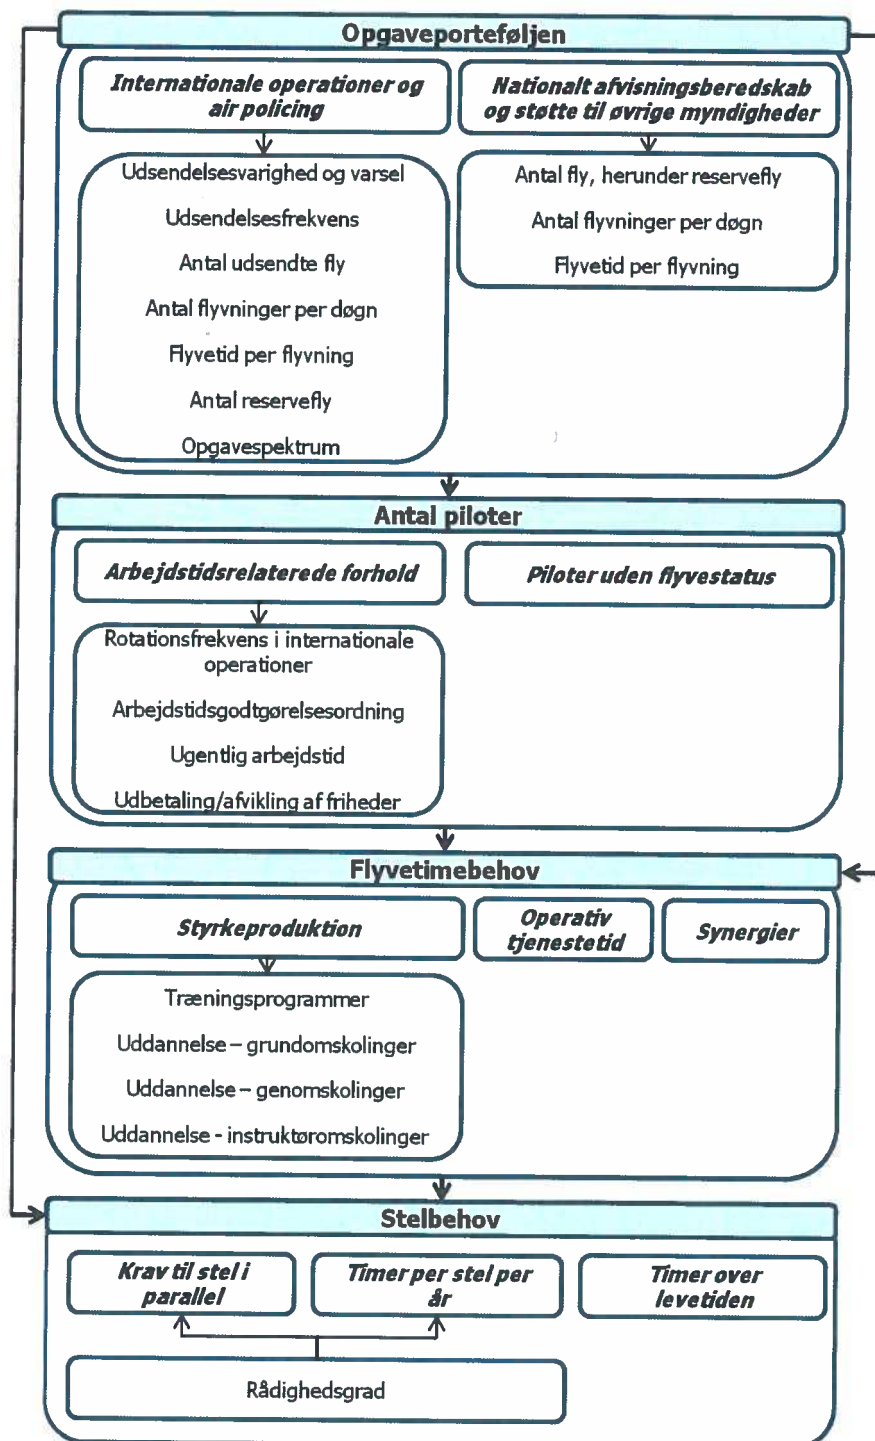 Opgaveporteføljen
Internationale operationer og
air policing
Nationalt afvisningsberedskab
og støtte til øvrige myndigheder
Udsendelsesvarighed og varsel
Udsendelsesfrekvens
Antal udsendte fly
Antal flyvninger per døgn
Flyvetid per flyvning
Antal reservefly
Opgavespektrum
Antal fly, herunder reservefly
Antal flyvninger per døgn
Flyvetid per flyvning
Antal piloter
Arbejdstidsrelaterede forhold
Piloter uden flyvestatus
Rotationsfrekvens i internationale
operationer
Arbejdstidsgodtgørelsesordning
Ugentlig arbejdstid
Udbetaling/afvikling af friheder
Flyvetimebehov
Styrkeproduktion
Operativ
tjenestetid
Synergier
Træningsprogrammer
Uddannelse – grundomskolinger
Uddannelse – genomskolinger
Uddannelse - instruktøromskolinger
Stelbehov
Krav til stel i
parallel
Timer per stel per
år
Timer over
levetiden
Rådighedsgrad